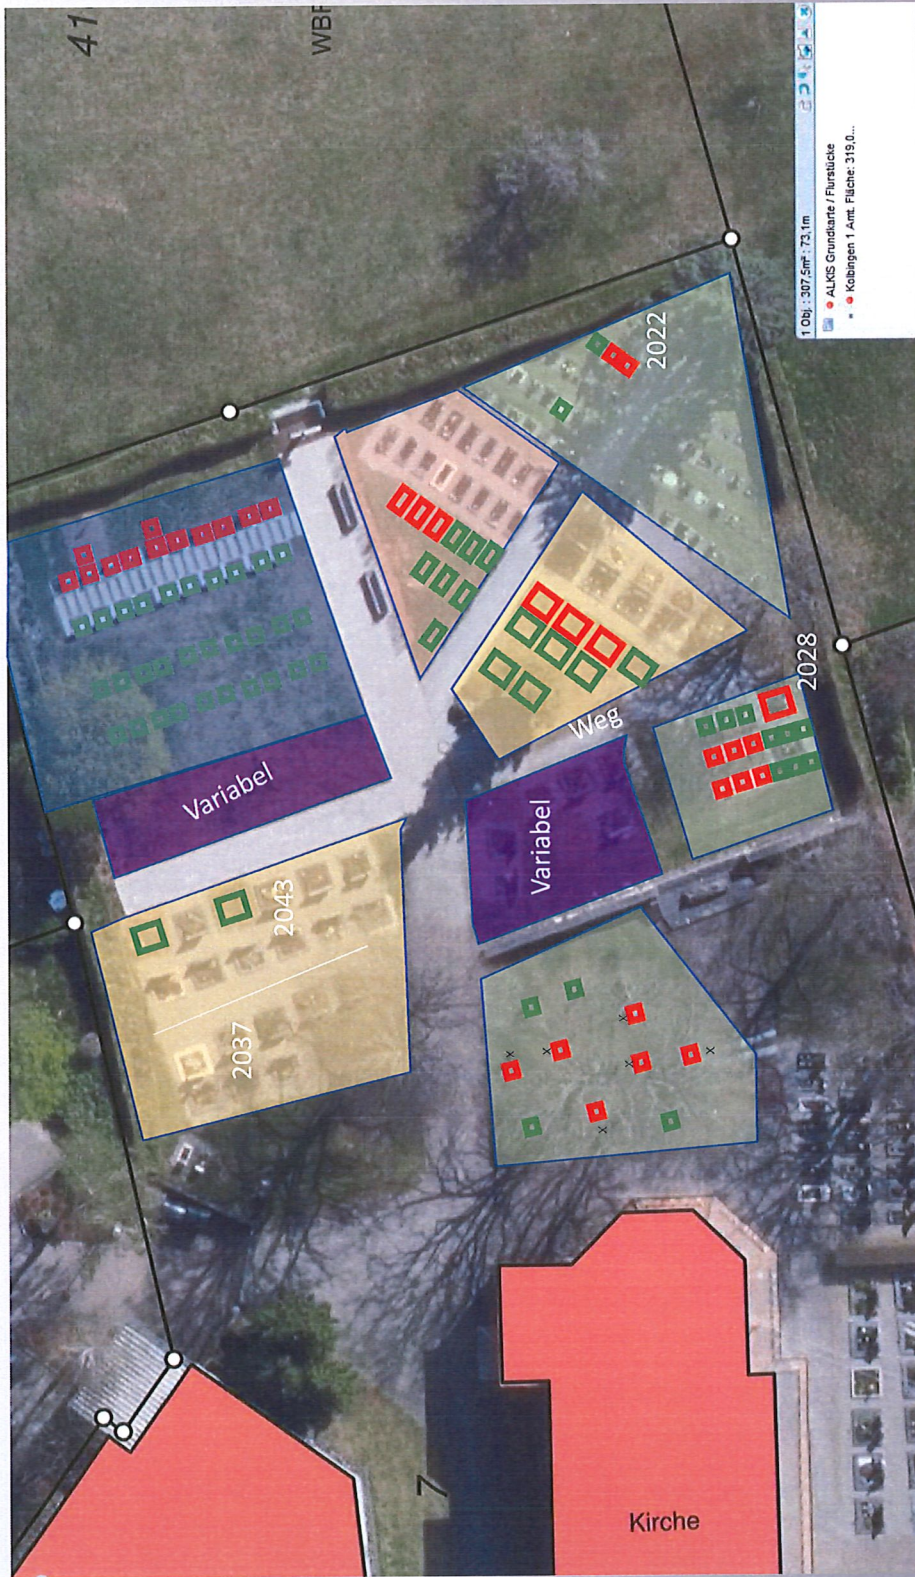 41
WBF
1 Obj. : 307,5m² : 73,1m
ALKIS Grundkarte / Flurstücke
Kolbingen 1 Amt. Fläche: 319,0...
2022
2028
Weg
Variabel
Variabel
2043
2037
x
x
x
x
x
x
7
Kirche